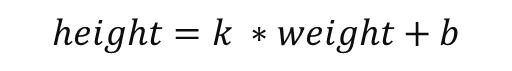 height = k * weight + b